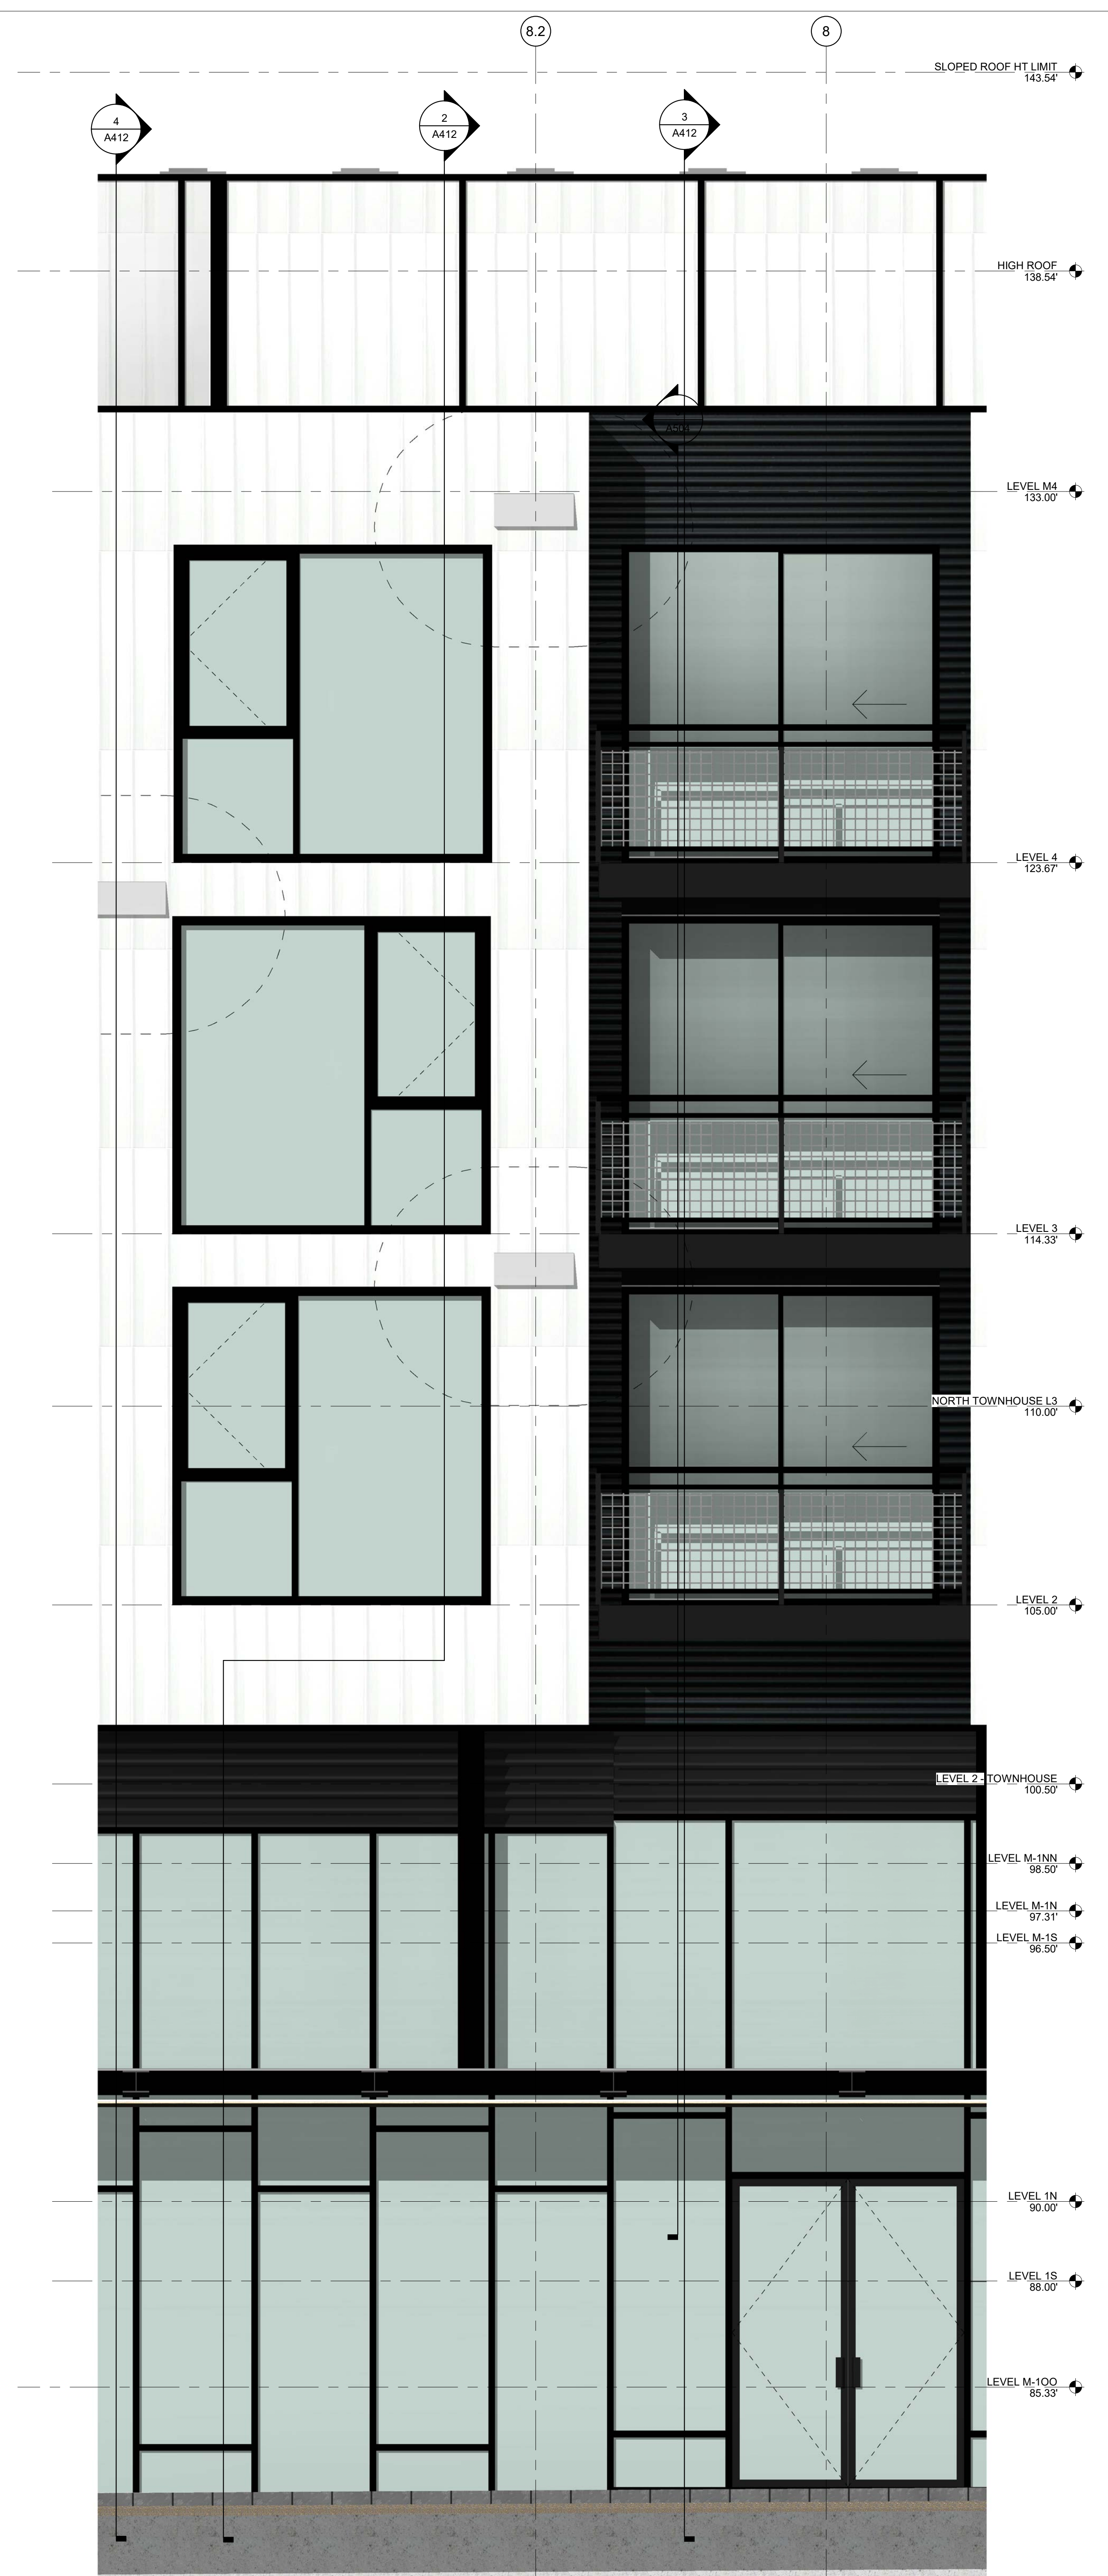 8.2
8
SLOPED ROOF HT LIMIT
143.54'
4
A412
2
A412
3
A412
HIGH ROOF
138.54'
LEVEL M4
133.00'
LEVEL 4
123.67'
LEVEL 3
114.33'
NORTH TOWNHOUSE L3
110.00'
LEVEL 2
105.00'
LEVEL 2 - TOWNHOUSE
100.50'
LEVEL M-1NN
98.50'
LEVEL M-1N
97.31'
LEVEL M-1S
96.50'
LEVEL 1N
90.00'
LEVEL 1S
88.00'
LEVEL M-1OO
85.33'